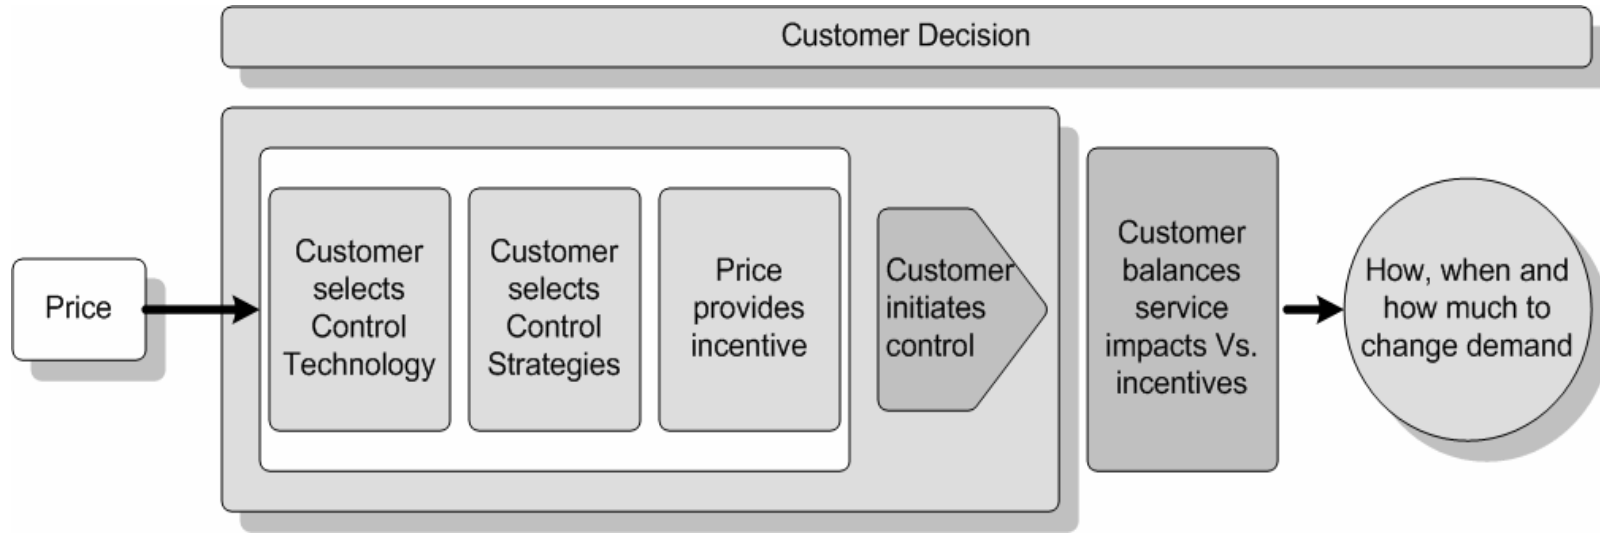 Customer Decision
Price
Customer
selects
Control
Technology
Customer
selects
Control
Strategies
Price
provides
incentive
Customer
initiates
control
Customer
balances
service
impacts Vs.
incentives
How, when and
how much to
change demand